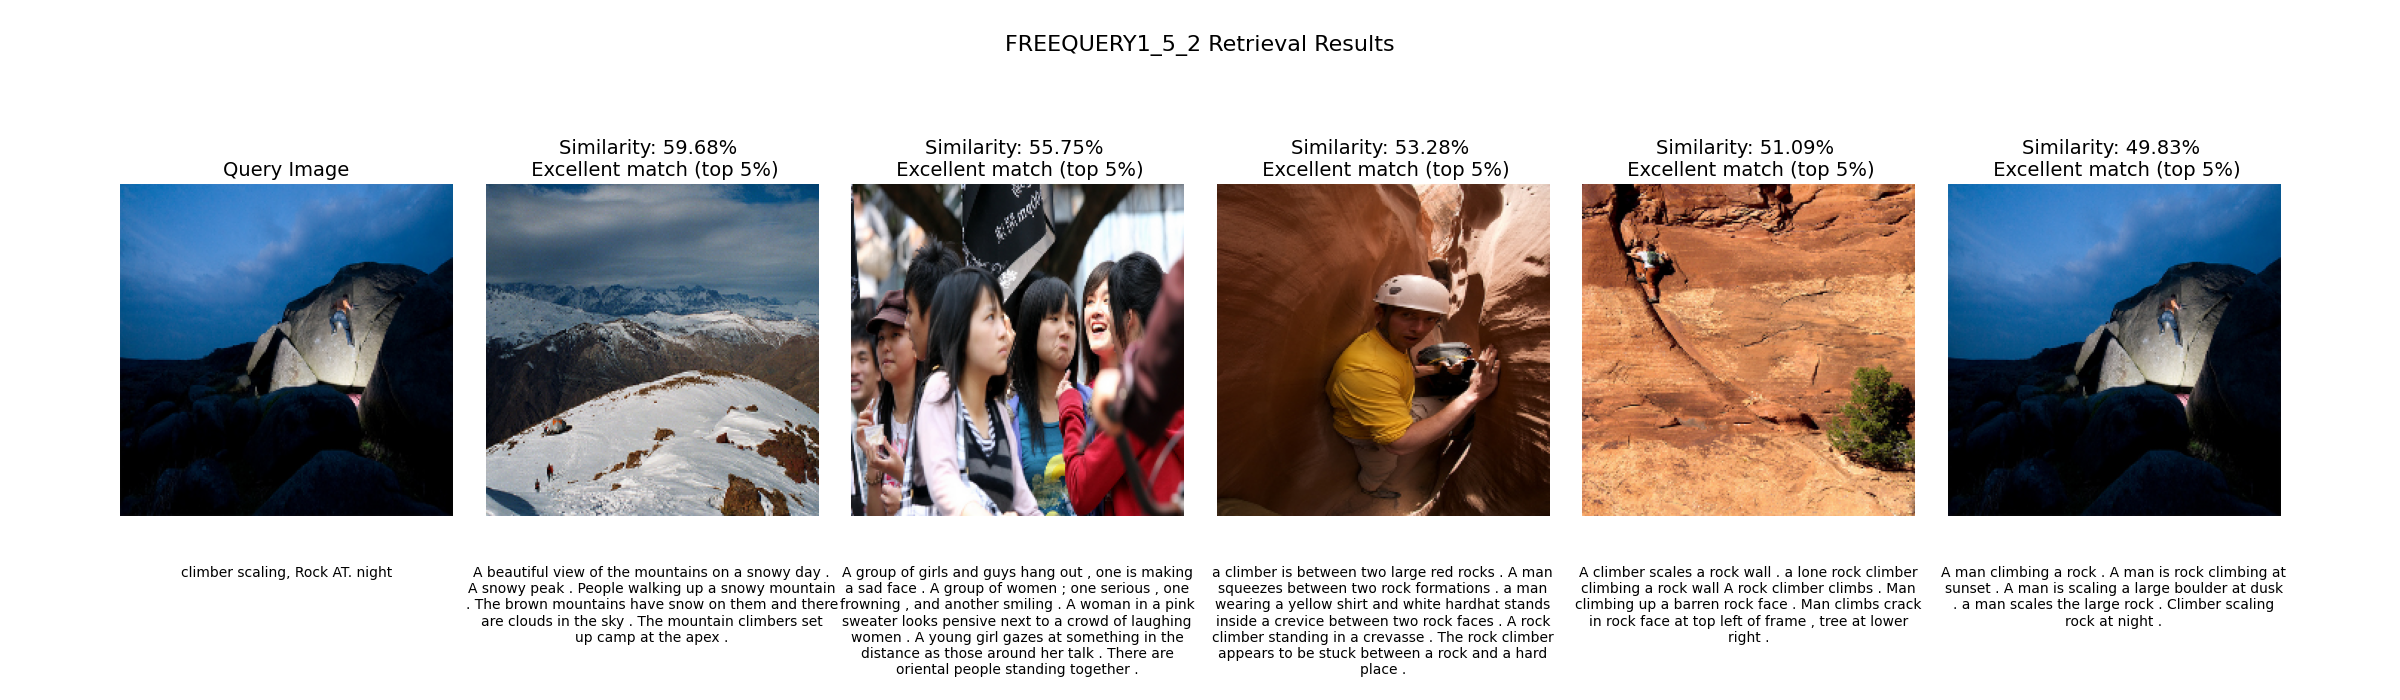 FREEQUERY1_5_2 Retrieval Results
Query Image
climber scaling, Rock AT. night
Similarity: 59.68%
Excellent match (top 5%)
A beautiful view of the mountains on a snowy day .
A snowy peak . People walking up a snowy mountain
. The brown mountains have snow on them and there
are clouds in the sky . The mountain climbers set
up camp at the apex .
Similarity: 55.75%
Excellent match (top 5%)
A group of girls and guys hang out , one is making
a sad face . A group of women ; one serious , one
frowning , and another smiling . A woman in a pink
sweater looks pensive next to a crowd of laughing
women . A young girl gazes at something in the
distance as those around her talk . There are
oriental people standing together .
Similarity: 53.28%
Excellent match (top 5%)
a climber is between two large red rocks . A man
squeezes between two rock formations . a man
wearing a yellow shirt and white hardhat stands
inside a crevice between two rock faces . A rock
climber standing in a crevasse . The rock climber
appears to be stuck between a rock and a hard
place .
Similarity: 51.09%
Excellent match (top 5%)
A climber scales a rock wall . a lone rock climber
climbing a rock wall A rock climber climbs . Man
climbing up a barren rock face . Man climbs crack
in rock face at top left of frame , tree at lower
right .
Similarity: 49.83%
Excellent match (top 5%)
A man climbing a rock . A man is rock climbing at
sunset . A man is scaling a large boulder at dusk
. a man scales the large rock . Climber scaling
rock at night .